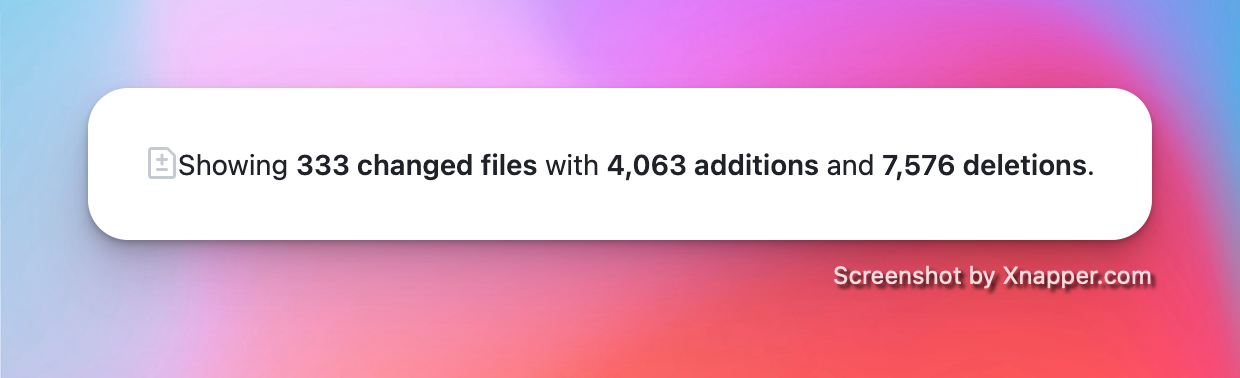 Showing 333 changed files with 4,063 additions and 7,576 deletions.
Screenshot by Xnapper.com